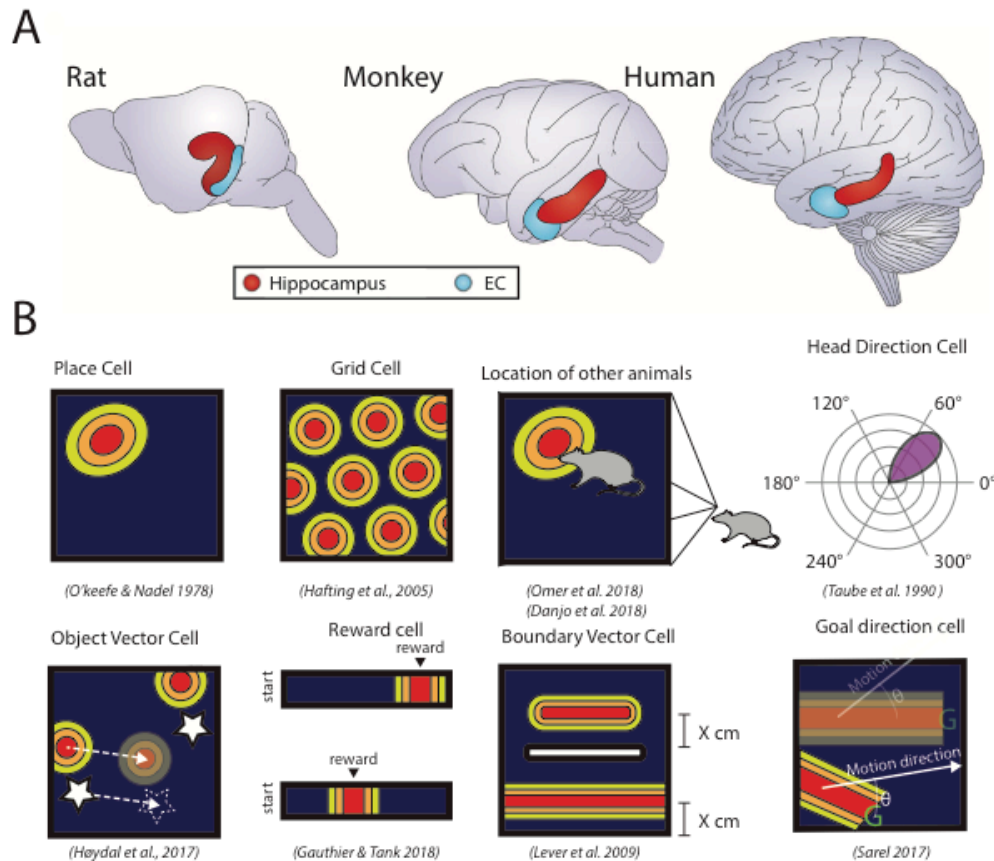 A
Rat
Monkey
Human
Hippocampus
EC
B
Place Cell
Grid Cell
Location of other animals
Head Direction Cell
120°
60°
180°
0°
240°
300°
(O'keefe & Nadel 1978)
(Hafting et al., 2005)
(Omer et al. 2018)
(Danjo et al. 2018)
(Taube et al. 1990 )
Object Vector Cell
Reward cell
reward
start
reward
start
Boundary Vector Cell
X cm
X cm
Goal direction cell
Motion
θ
G
Motion direction
θ
G
(Høydal et al., 2017)
(Gauthier & Tank 2018)
(Lever et al. 2009)
(Sarel 2017)